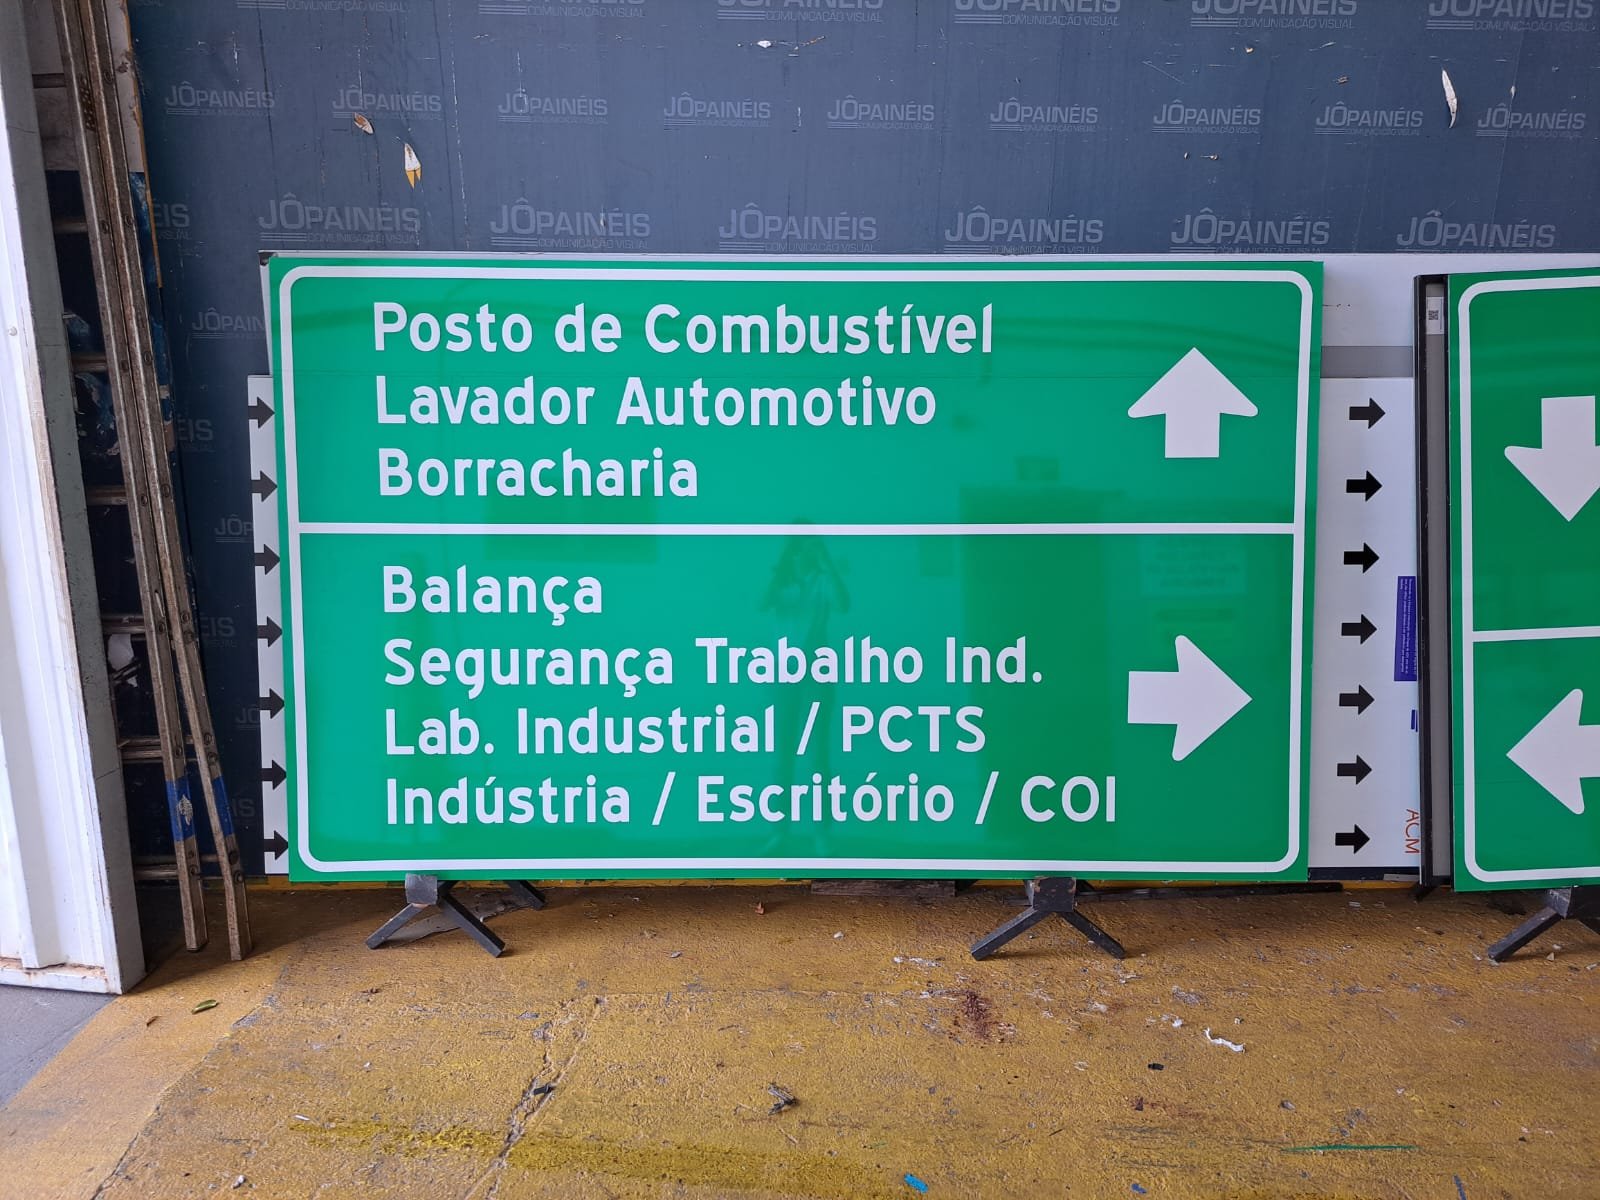 JÔPAINÉIS
COMUNICAÇÃO VISUAL
Posto de Combustível
Lavador Automotivo
Borracharia
Balança
Segurança Trabalho Ind.
Lab. Industrial / PCTS
Indústria / Escritório / COI
ACM